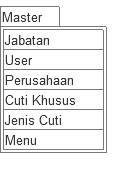 Master
Jabatan
User
Perusahaan
Cuti Khusus
Jenis Cuti
Menu